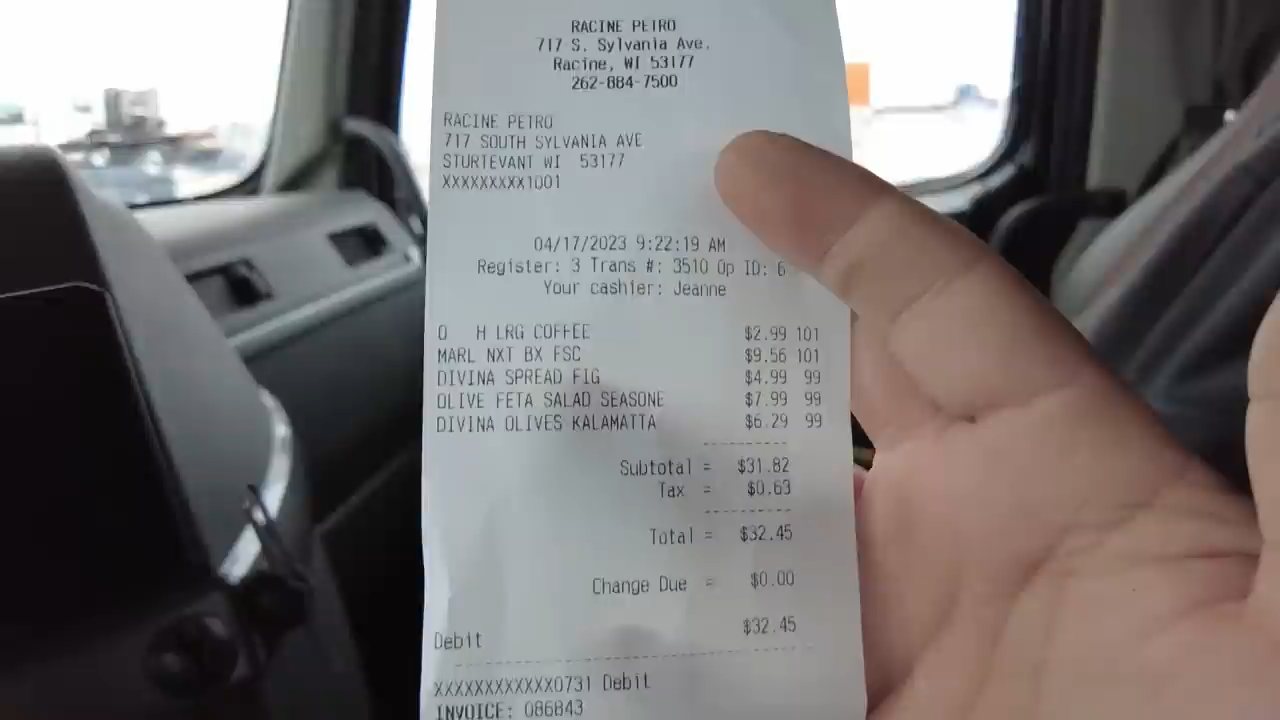 RACINE PETRO
717 S. Sylvania Ave.
Racine, WI 53177
262-884-7500
RACINE PETRO
717 SOUTH SYLVANIA AVE
STURTEVANT WI 53177
XXXXXXXXX1001
04/17/2023 9:22:19 AM
Register: 3 Trans #: 3510 Op ID: 6
Your cashier: Jeanne
O H LRG COFFEE $2.99 101
MARL NXT BX FSC $9.56 101
DIVINA SPREAD FIG $4.99 99
OLIVE FETA SALAD SEASONE $7.99 99
DIVINA OLIVES KALAMATTA $6.29 99
Subtotal = $31.82
Tax = $0.63
Total = $32.45
Change Due = $0.00
Debit $32.45
XXXXXXXXXXXX0731 Debit
INVOICE: 086843